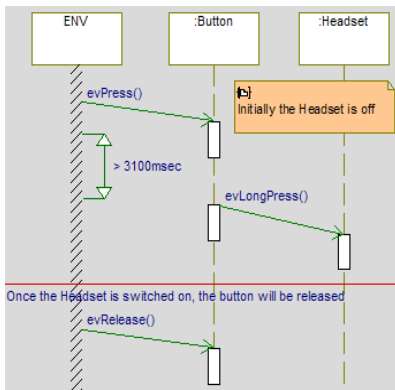 ENV
:Button
:Headset
evPress()
Initially the Headset is off
> 3100msec
evLongPress()
Once the Headset is switched on, the button will be released
evRelease()